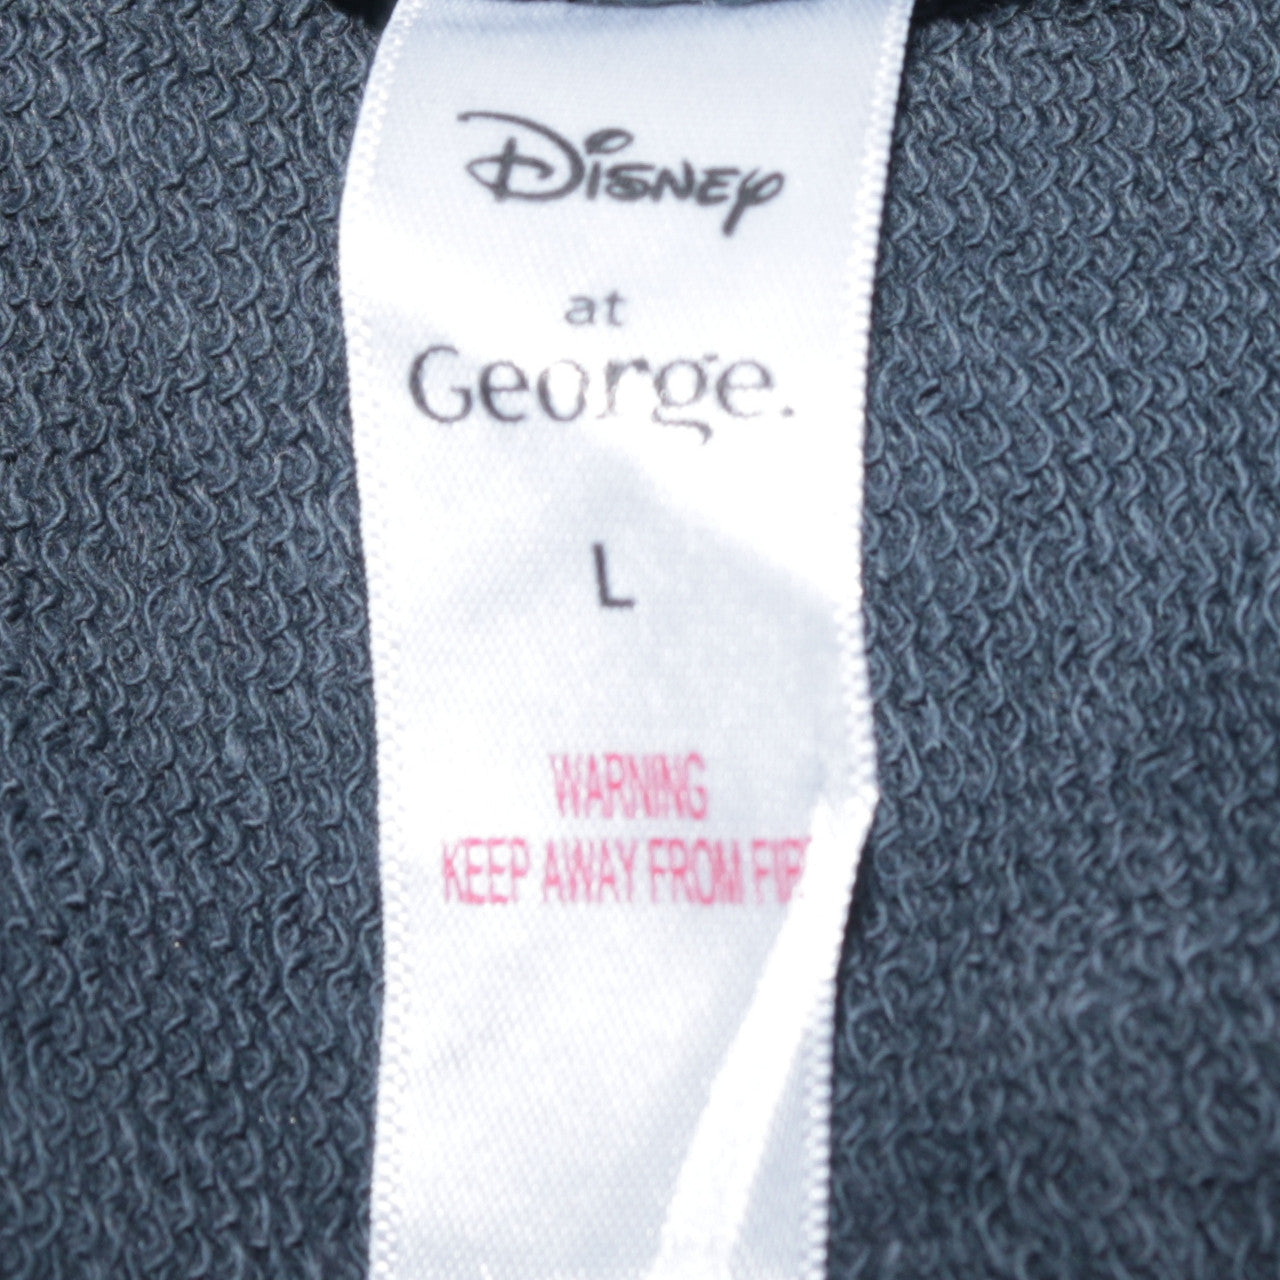 Disney
at
George.
L
WARNING
KEEP AWAY FROM